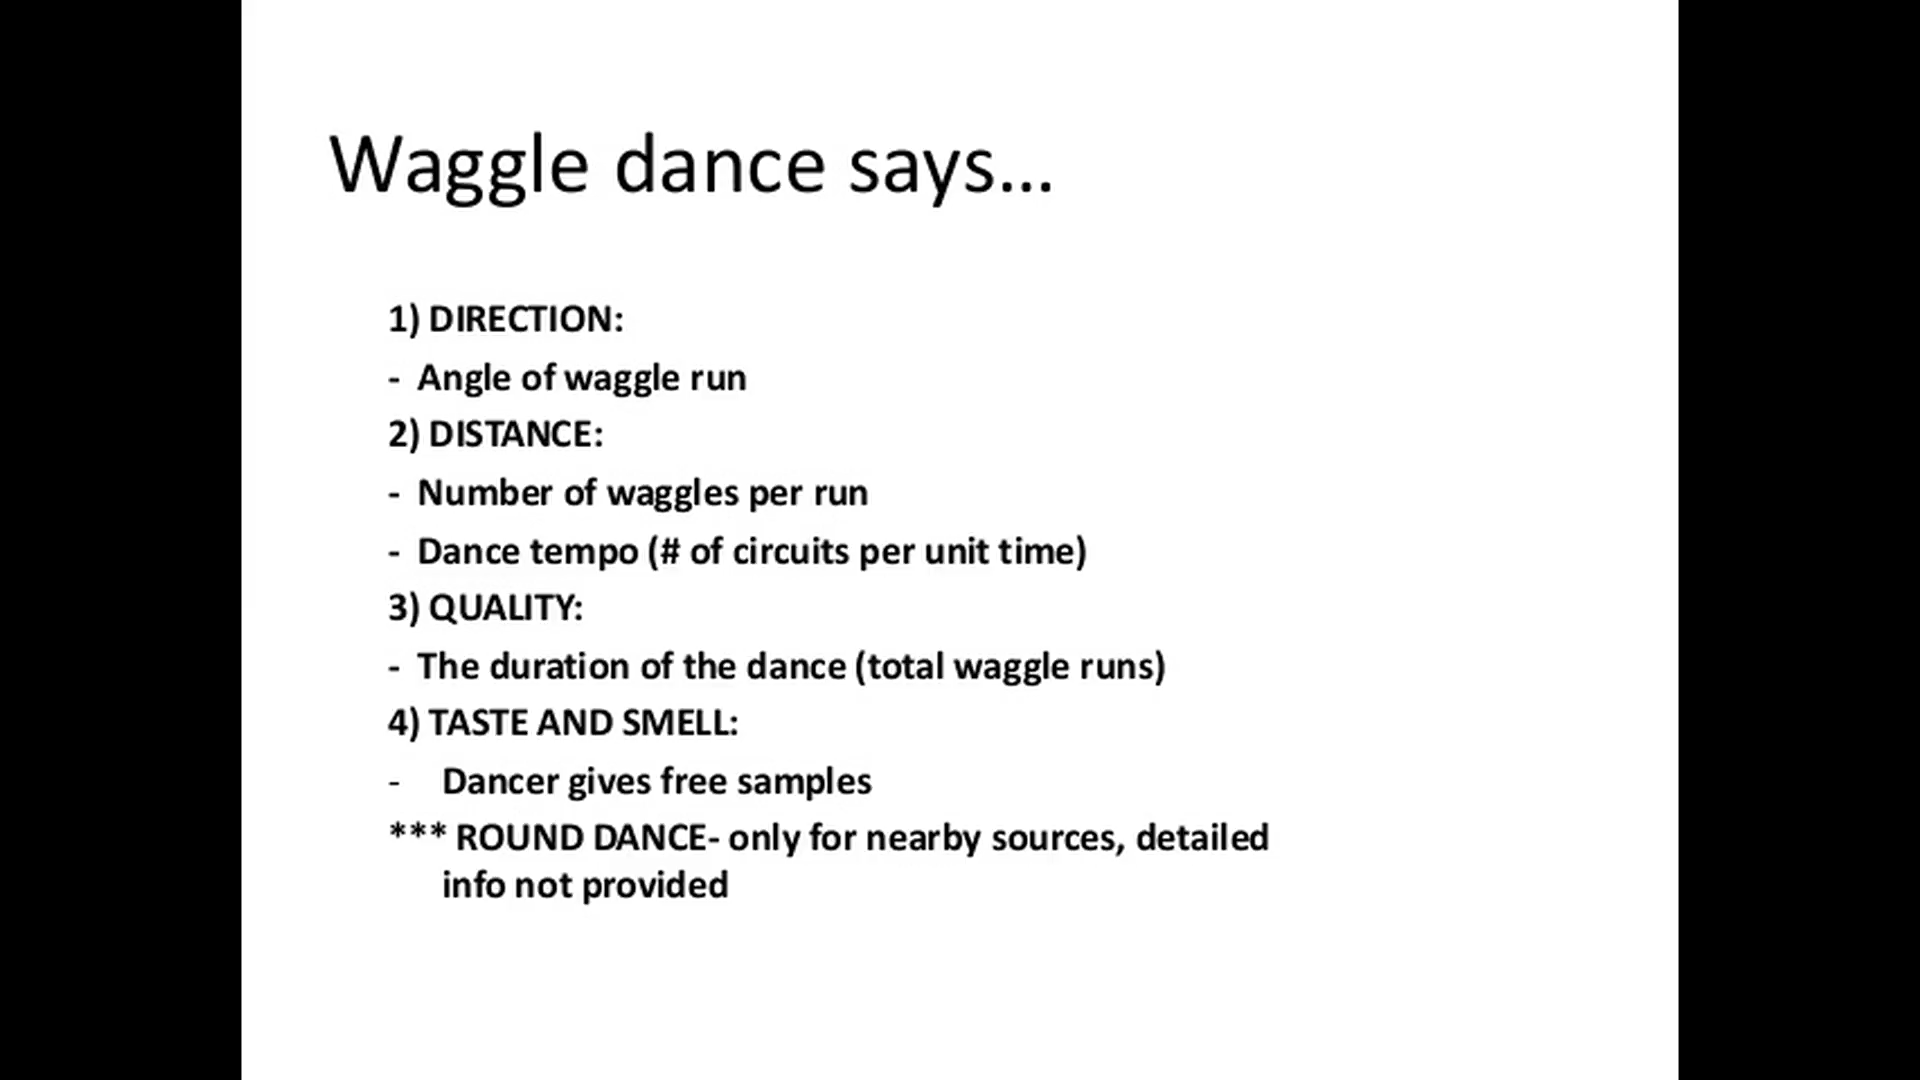 Waggle dance says...
1) DIRECTION:
- Angle of waggle run
2) DISTANCE:
- Number of waggles per run
- Dance tempo (# of circuits per unit time)
3) QUALITY:
- The duration of the dance (total waggle runs)
4) TASTE AND SMELL:
- Dancer gives free samples
*** ROUND DANCE- only for nearby sources, detailed
info not provided